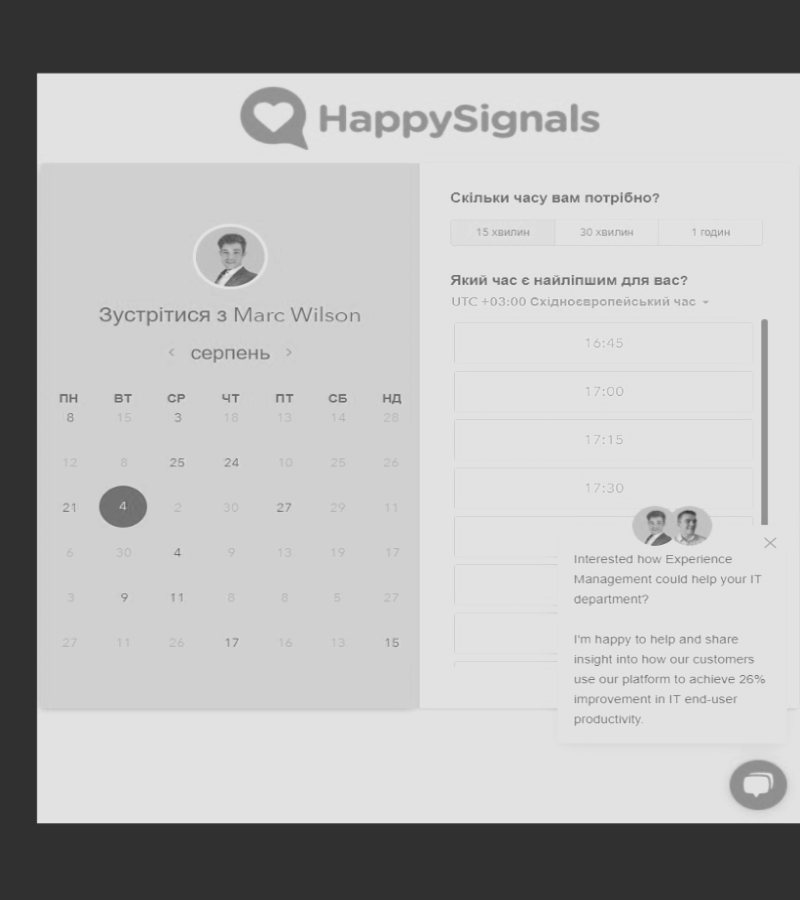 HappySignals
Зустрітися з Marc Wilson
серпень
ПН ВТ СР ЧТ ПТ СБ НД
8 15 3 18 13 14 28
12 8 25 24 10 25 26
21 4 2 30 27 29 11
6 30 4 9 13 19 17
3 9 11 8 8 5 27
27 11 26 17 16 13 15
Скільки часу вам потрібно?
15 хвилин 30 хвилин 1 годин
Який час є найліпшим для вас?
UTC +03:00 Східноєвропейський час
16:45
17:00
17:15
17:30
Interested how Experience
Management could help your IT
department?
I'm happy to help and share
insight into how our customers
use our platform to achieve 26%
improvement in IT end-user
productivity.